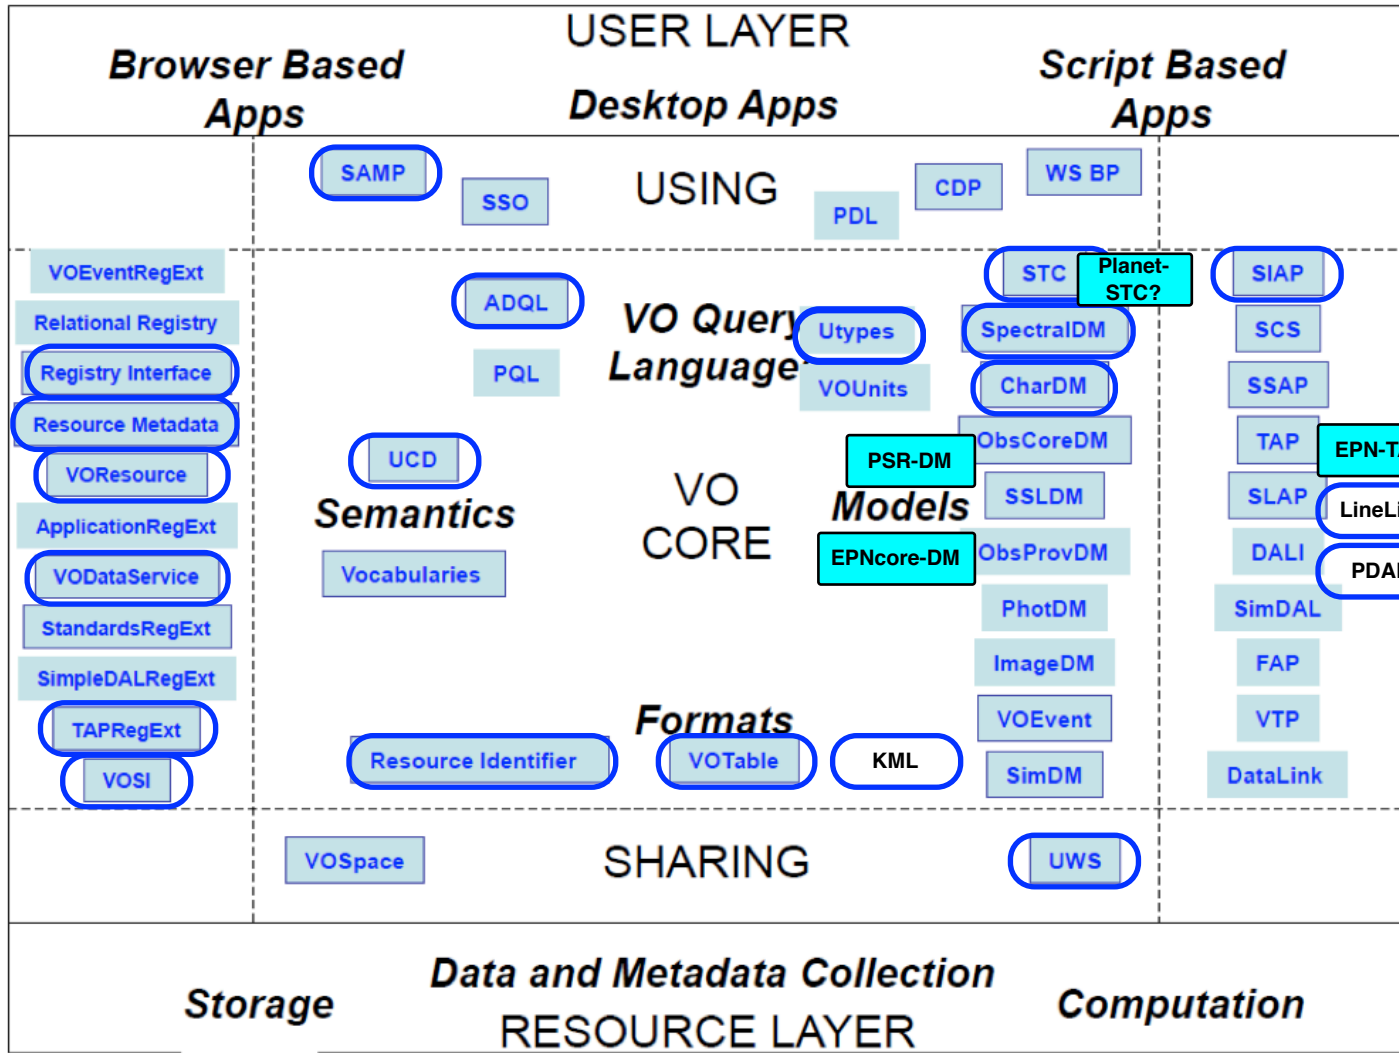 USER LAYER
Browser Based
Apps
Desktop Apps
Script Based
Apps
SAMP
SSO
USING
PDL
CDP
WS BP
VOEventRegExt
Relational Registry
Registry Interface
Resource Metadata
VOResource
ApplicationRegExt
VODataService
StandardsRegExt
SimpleDALRegExt
TAPRegExt
VOSI
ADQL
PQL
VO Query
Language
UCD
Semantics
Vocabularies
VO
CORE
Utypes
VOUnits
PSR-DM
Models
EPNcore-DM
Formats
Resource Identifier
VOTable
KML
STC
Planet-
STC?
SpectralDM
CharDM
ObsCoreDM
SSLDM
ObsProvDM
PhotDM
ImageDM
VOEvent
SimDM
SIAP
SCS
SSAP
TAP
EPN-TA
SLAP
LineLi
DALI
PDA
SimDAL
FAP
VTP
DataLink
VOSpace
SHARING
UWS
Data and Metadata Collection
Storage
Computation
RESOURCE LAYER